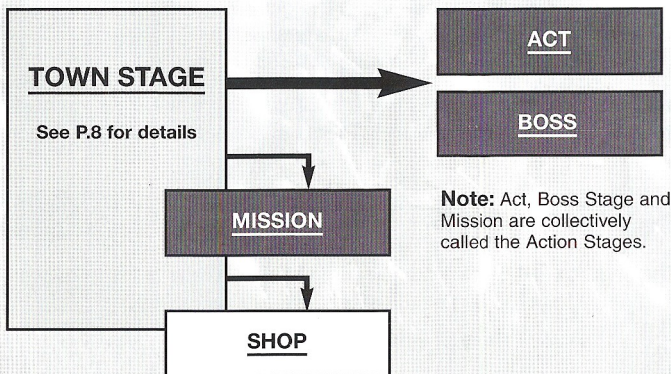 TOWN STAGE
See P.8 for details
ACT
BOSS
MISSION
SHOP
Note: Act, Boss Stage and
Mission are collectively
called the Action Stages.